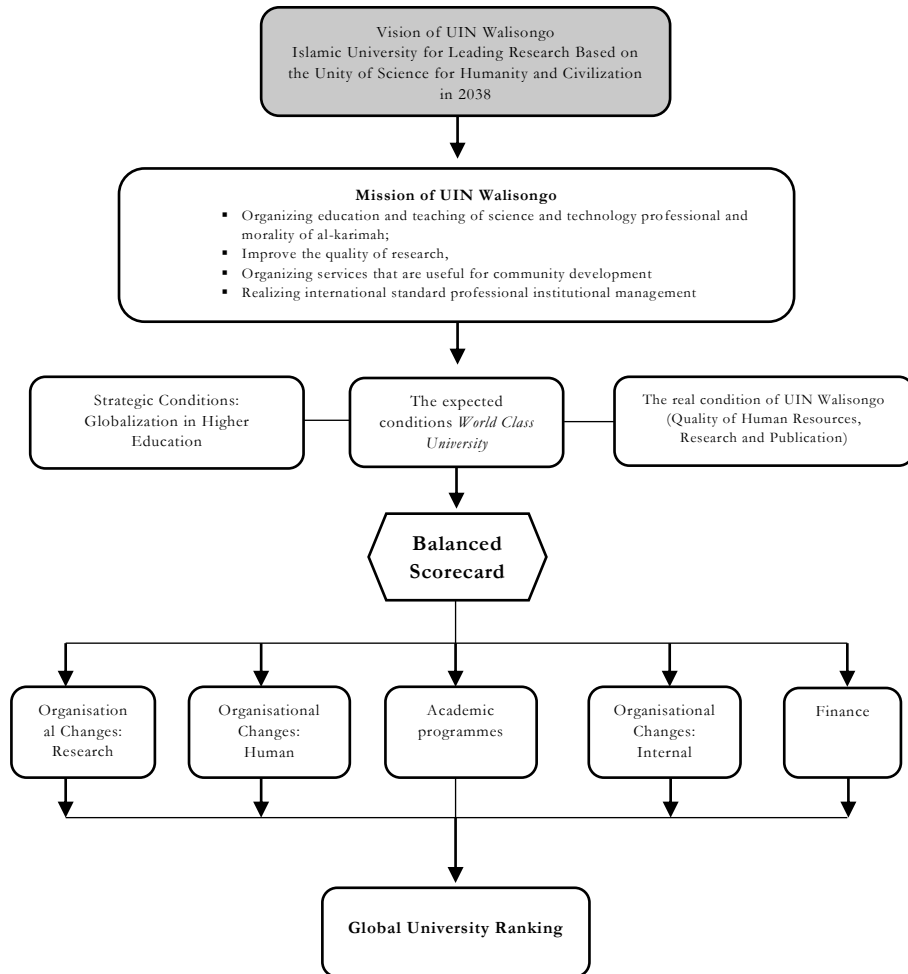 Vision of UIN Walisongo
Islamic University for Leading Research Based on
the Unity of Science for Humanity and Civilization
in 2038
Mission of UIN Walisongo
▪ Organizing education and teaching of science and technology professional and
morality of al-karimah;
▪ Improve the quality of research,
▪ Organizing services that are useful for community development
▪ Realizing international standard professional institutional management
Strategic Conditions:
Globalization in Higher
Education
The expected
conditions World Class
University
The real condition of UIN Walisongo
(Quality of Human Resources,
Research and Publication)
Balanced
Scorecard
Organisation
al Changes:
Research
Organisational
Changes:
Human
Academic
programmes
Organisational
Changes:
Internal
Finance
Global University Ranking